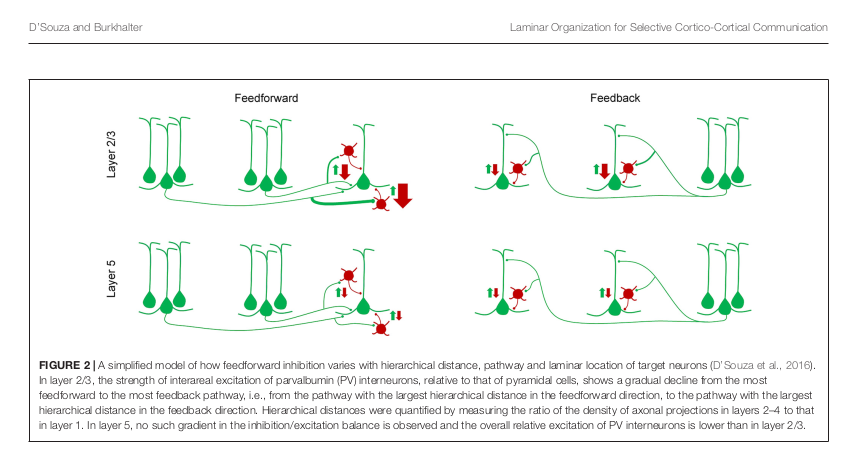 D'Souza and Burkhalter
Laminar Organization for Selective Cortico-Cortical Communication
Feedforward
Feedback
Layer 2/3
Layer 5
FIGURE 2 | A simplified model of how feedforward inhibition varies with hierarchical distance, pathway and laminar location of target neurons (D'Souza et al., 2016).
In layer 2/3, the strength of interareal excitation of parvalbumin (PV) interneurons, relative to that of pyramidal cells, shows a gradual decline from the most
feedforward to the most feedback pathway, i.e., from the pathway with the largest hierarchical distance in the feedforward direction, to the pathway with the largest
hierarchical distance in the feedback direction. Hierarchical distances were quantified by measuring the ratio of the density of axonal projections in layers 2–4 to that
in layer 1. In layer 5, no such gradient in the inhibition/excitation balance is observed and the overall relative excitation of PV interneurons is lower than in layer 2/3.